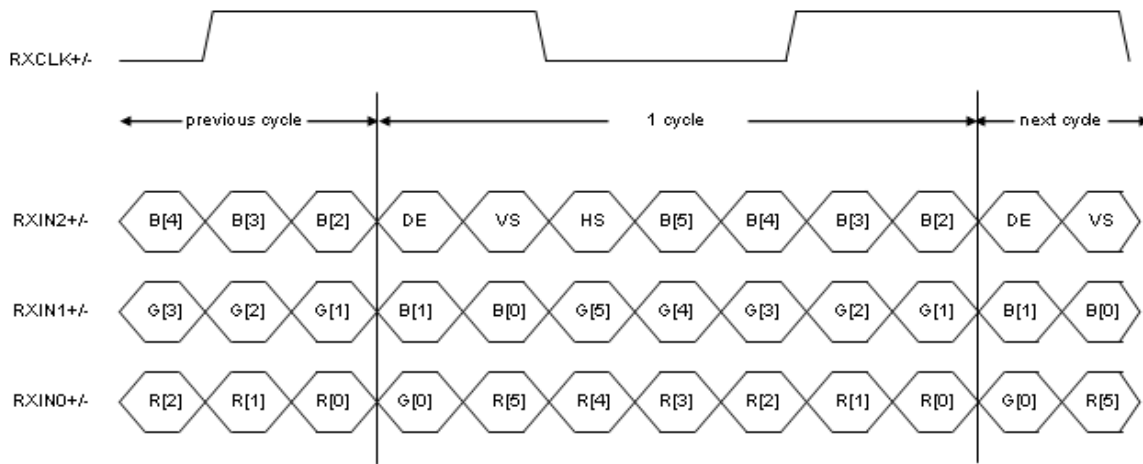 RXCLK+/-
previous cycle 1 cycle next cycle
RXIN2+/- B[4] B[3] B[2] DE VS HS B[5] B[4] B[3] B[2] DE VS
RXIN1+/- G[3] G[2] G[1] B[1] B[0] G[5] G[4] G[3] G[2] G[1] B[1] B[0]
RXIN0+/- R[2] R[1] R[0] G[0] R[5] R[4] R[3] R[2] R[1] R[0] G[0] R[5]